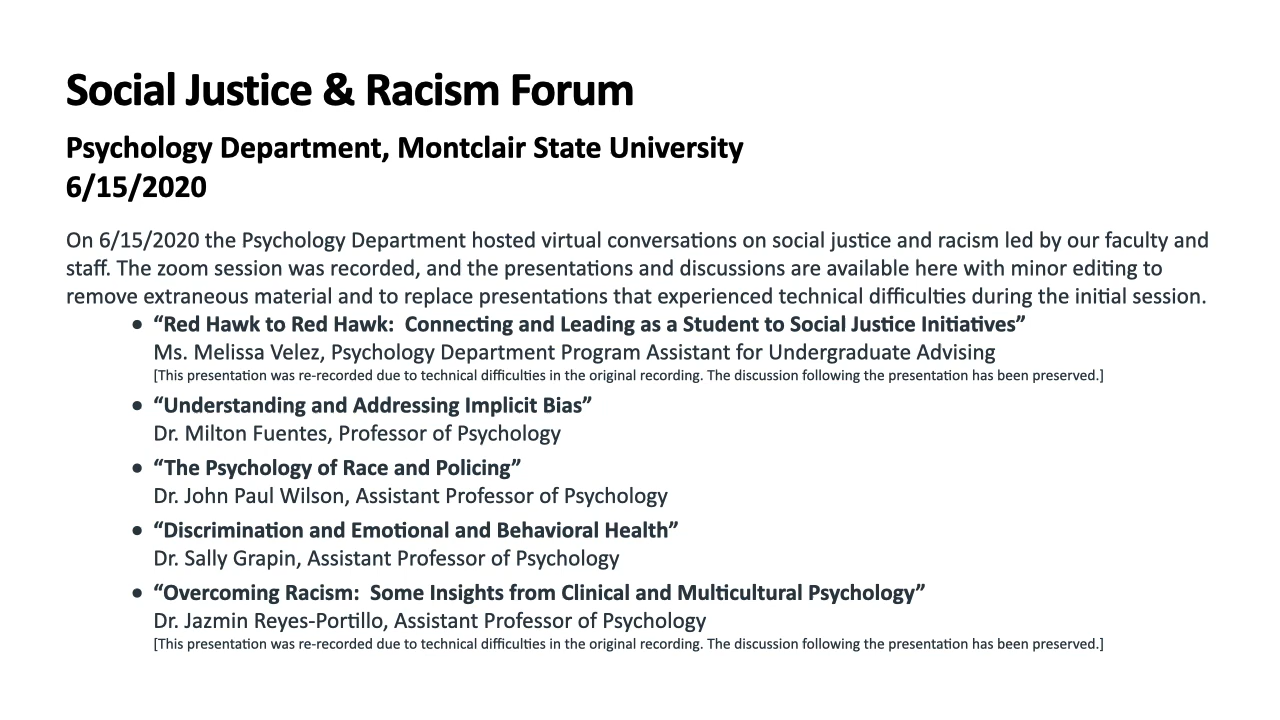 Social Justice & Racism Forum
Psychology Department, Montclair State University
6/15/2020
On 6/15/2020 the Psychology Department hosted virtual conversations on social justice and racism led by our faculty and
staff. The zoom session was recorded, and the presentations and discussions are available here with minor editing to
remove extraneous material and to replace presentations that experienced technical difficulties during the initial session.
• “Red Hawk to Red Hawk:  Connecting and Leading as a Student to Social Justice Initiatives”
Ms. Melissa Velez, Psychology Department Program Assistant for Undergraduate Advising
[This presentation was re-recorded due to technical difficulties in the original recording. The discussion following the presentation has been preserved.]
• “Understanding and Addressing Implicit Bias”
Dr. Milton Fuentes, Professor of Psychology
• “The Psychology of Race and Policing”
Dr. John Paul Wilson, Assistant Professor of Psychology
• “Discrimination and Emotional and Behavioral Health”
Dr. Sally Grapin, Assistant Professor of Psychology
• “Overcoming Racism:  Some Insights from Clinical and Multicultural Psychology”
Dr. Jazmin Reyes-Portillo, Assistant Professor of Psychology
[This presentation was re-recorded due to technical difficulties in the original recording. The discussion following the presentation has been preserved.]